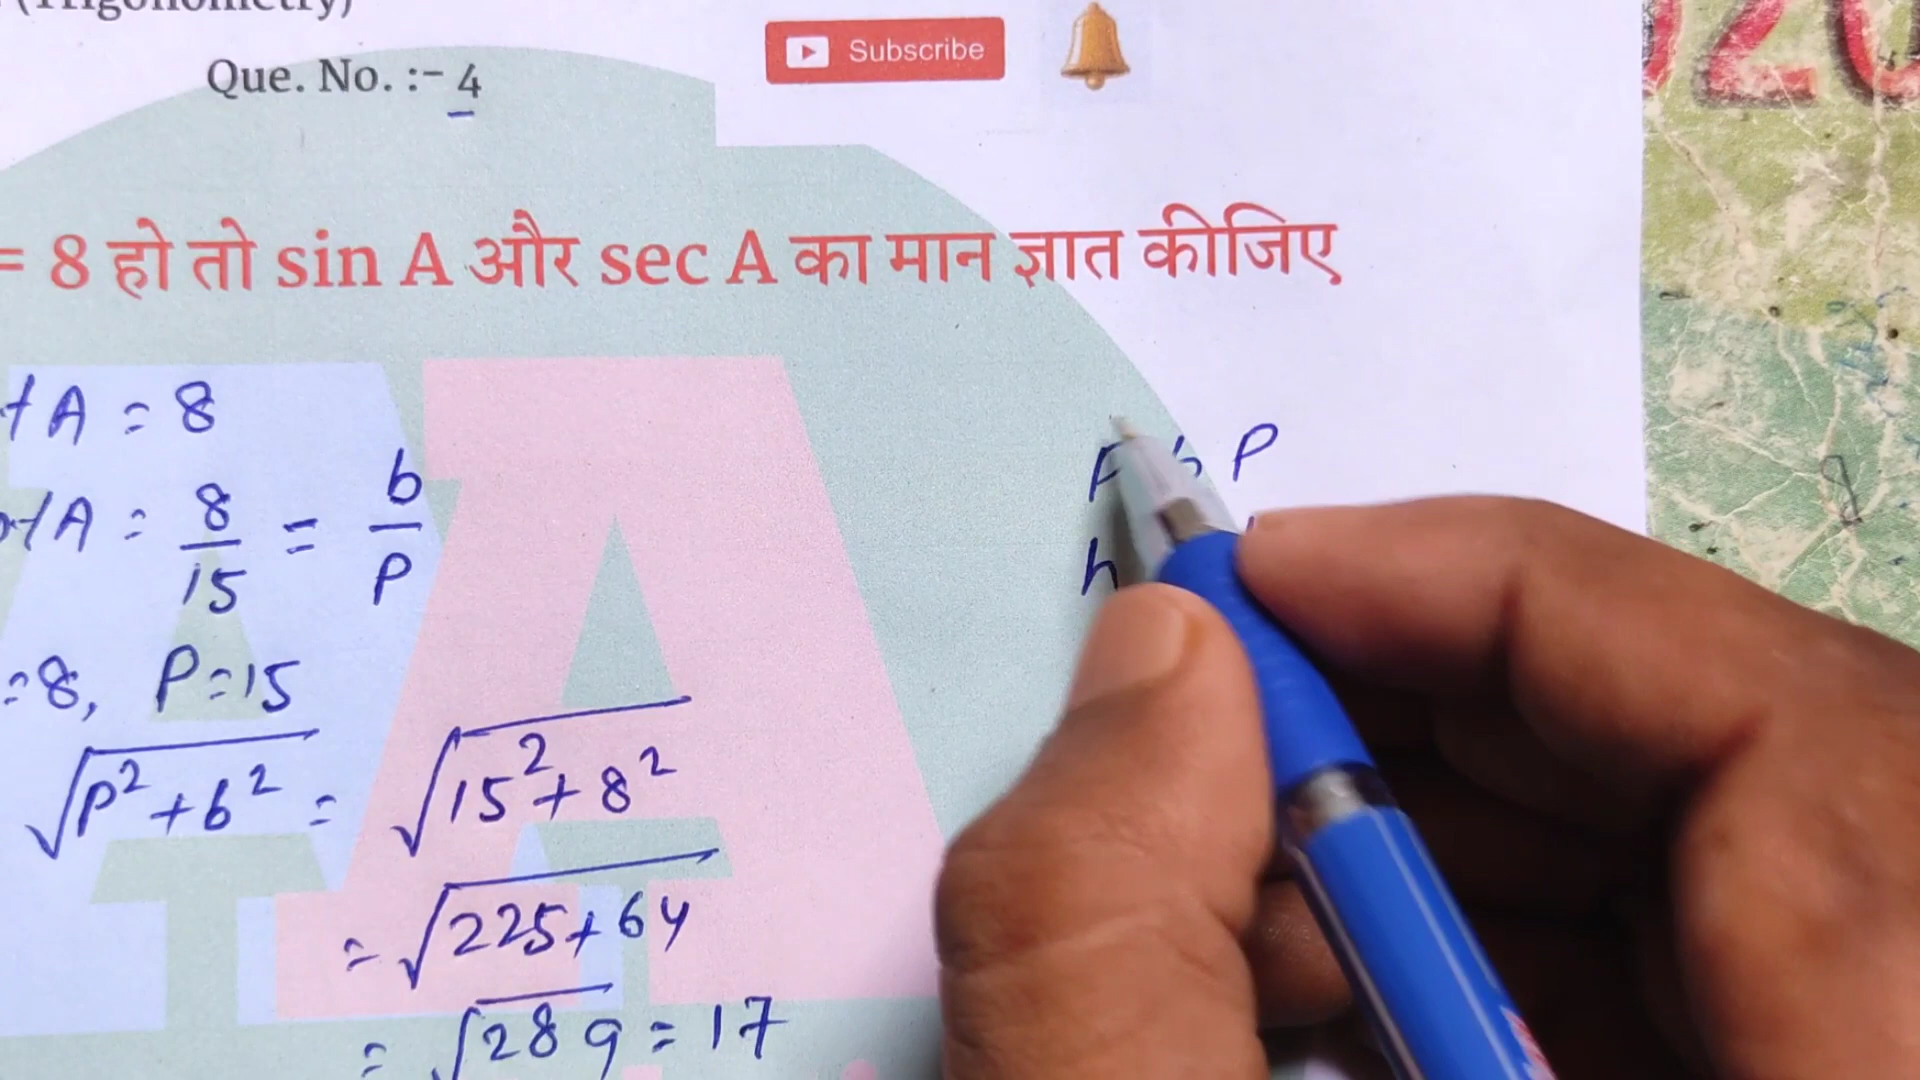 (Trigonometry)
Subscribe
Que. No. :- 4
= 8 हो तो sin A और sec A का मान ज्ञात कीजिए
A = 8
A = 8/15 = b/P
=8, P=15
√P²+b² = √15²+8²
= √225+64
= √289 = 17
P b P
h